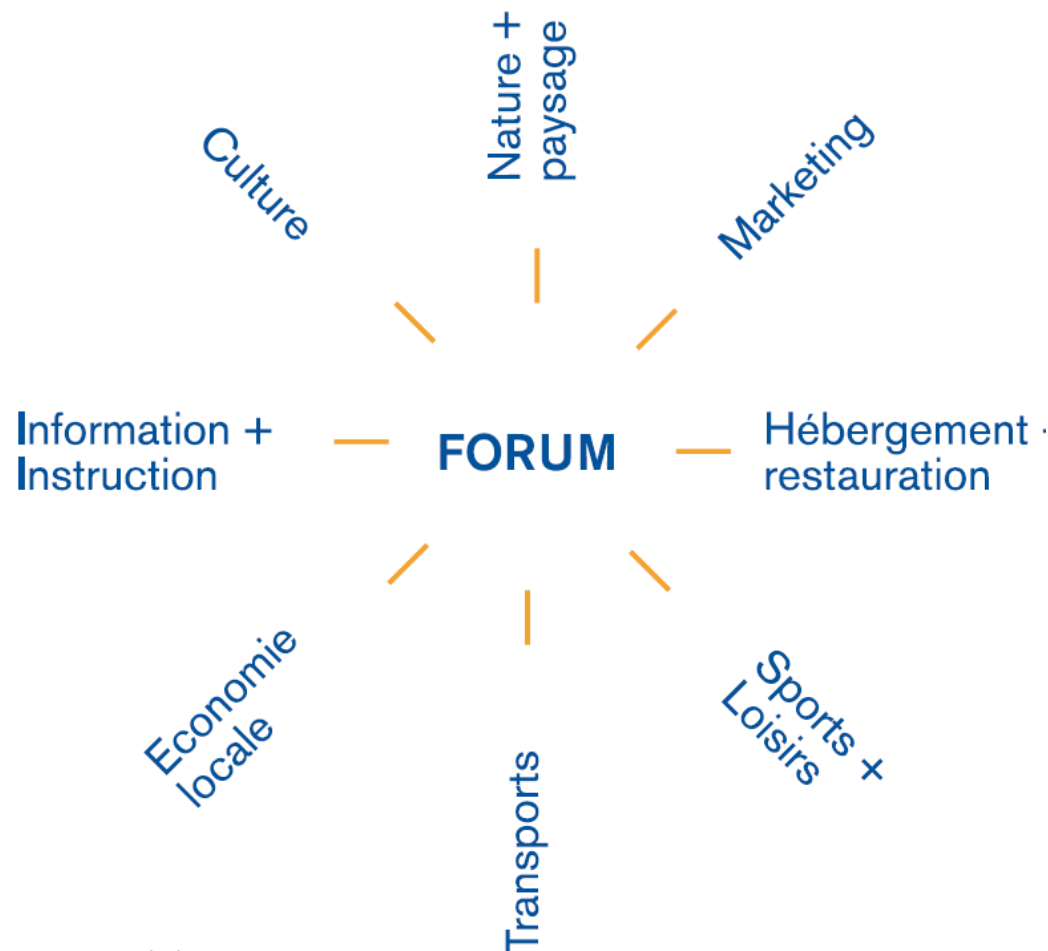 Nature +
paysage
Culture
Marketing
Information +
Instruction
FORUM
Hébergement +
restauration
Economie
locale
Sports +
Loisirs
Transports